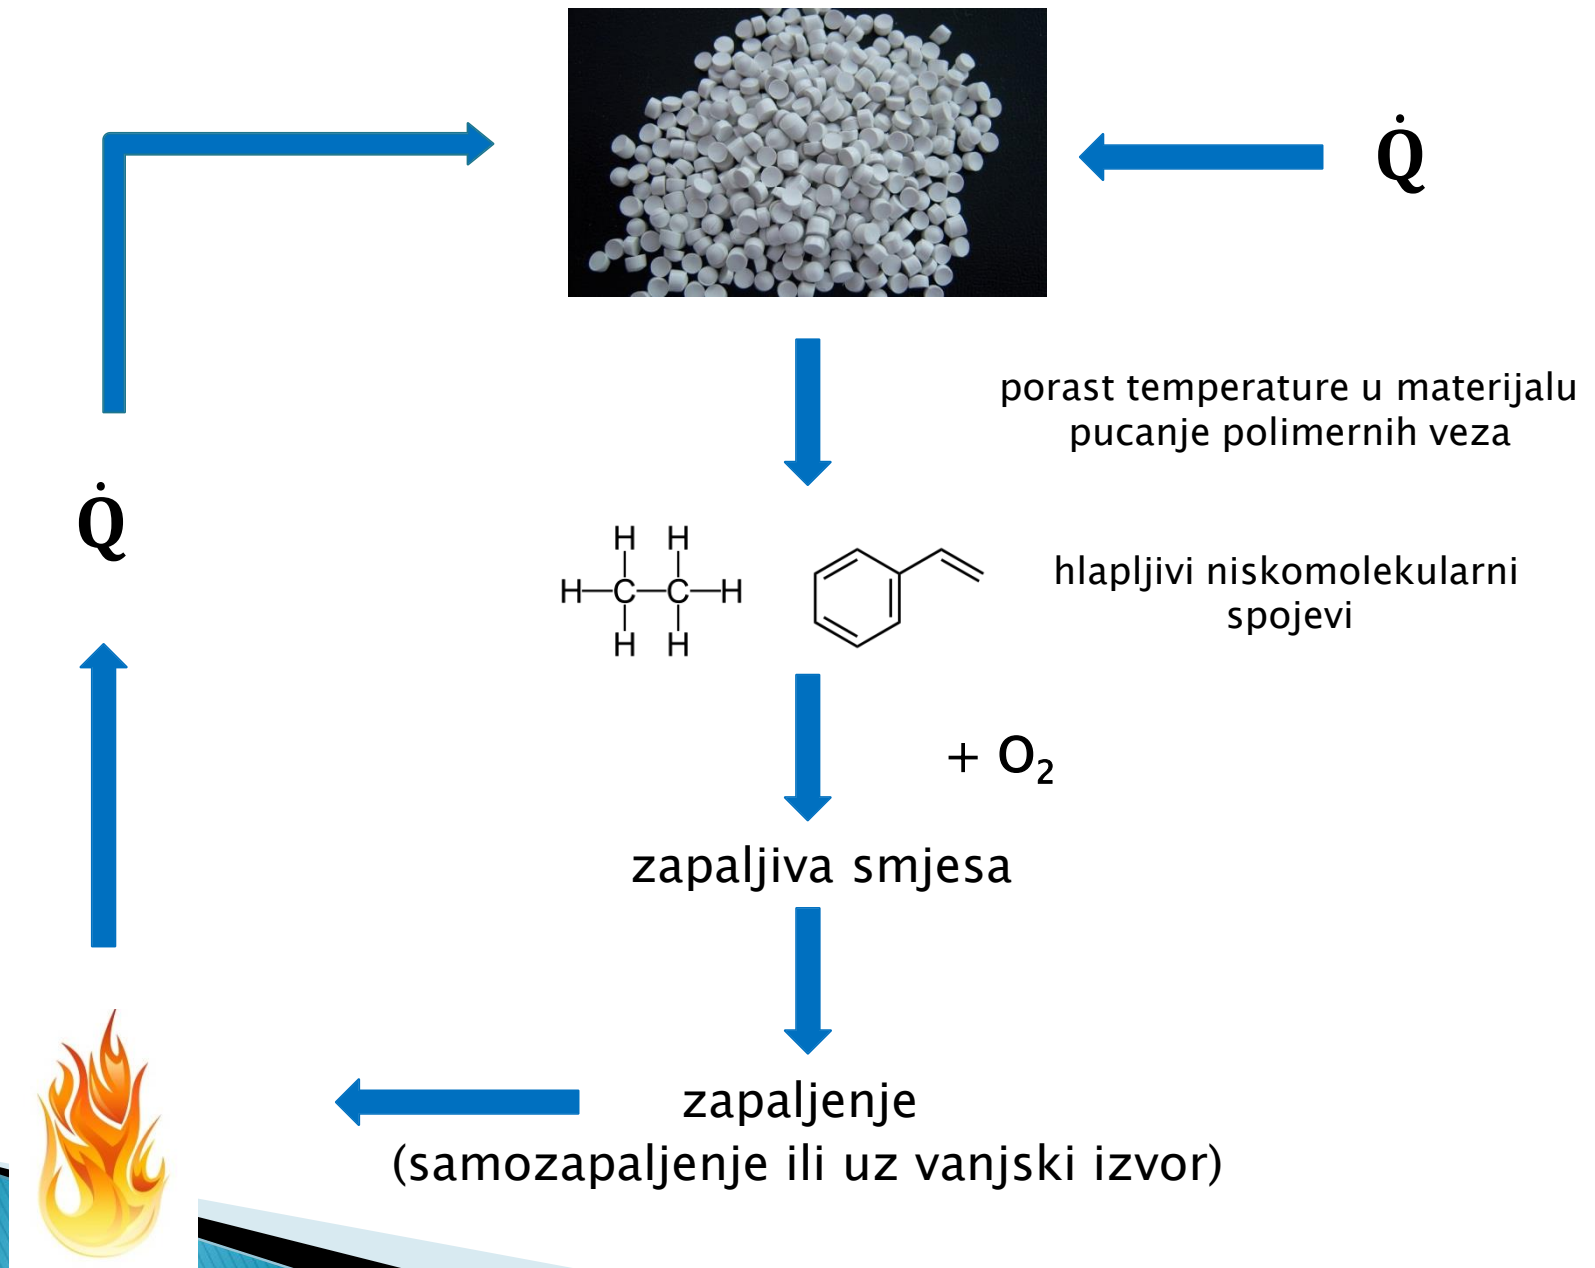 Q̇
porast temperature u materijalu
pucanje polimernih veza
Q̇
H H
H C C H
H H
hlapljivi niskomolekularni
spojevi
+ O₂
zapaljiva smjesa
zapaljenje
(samozapaljenje ili uz vanjski izvor)